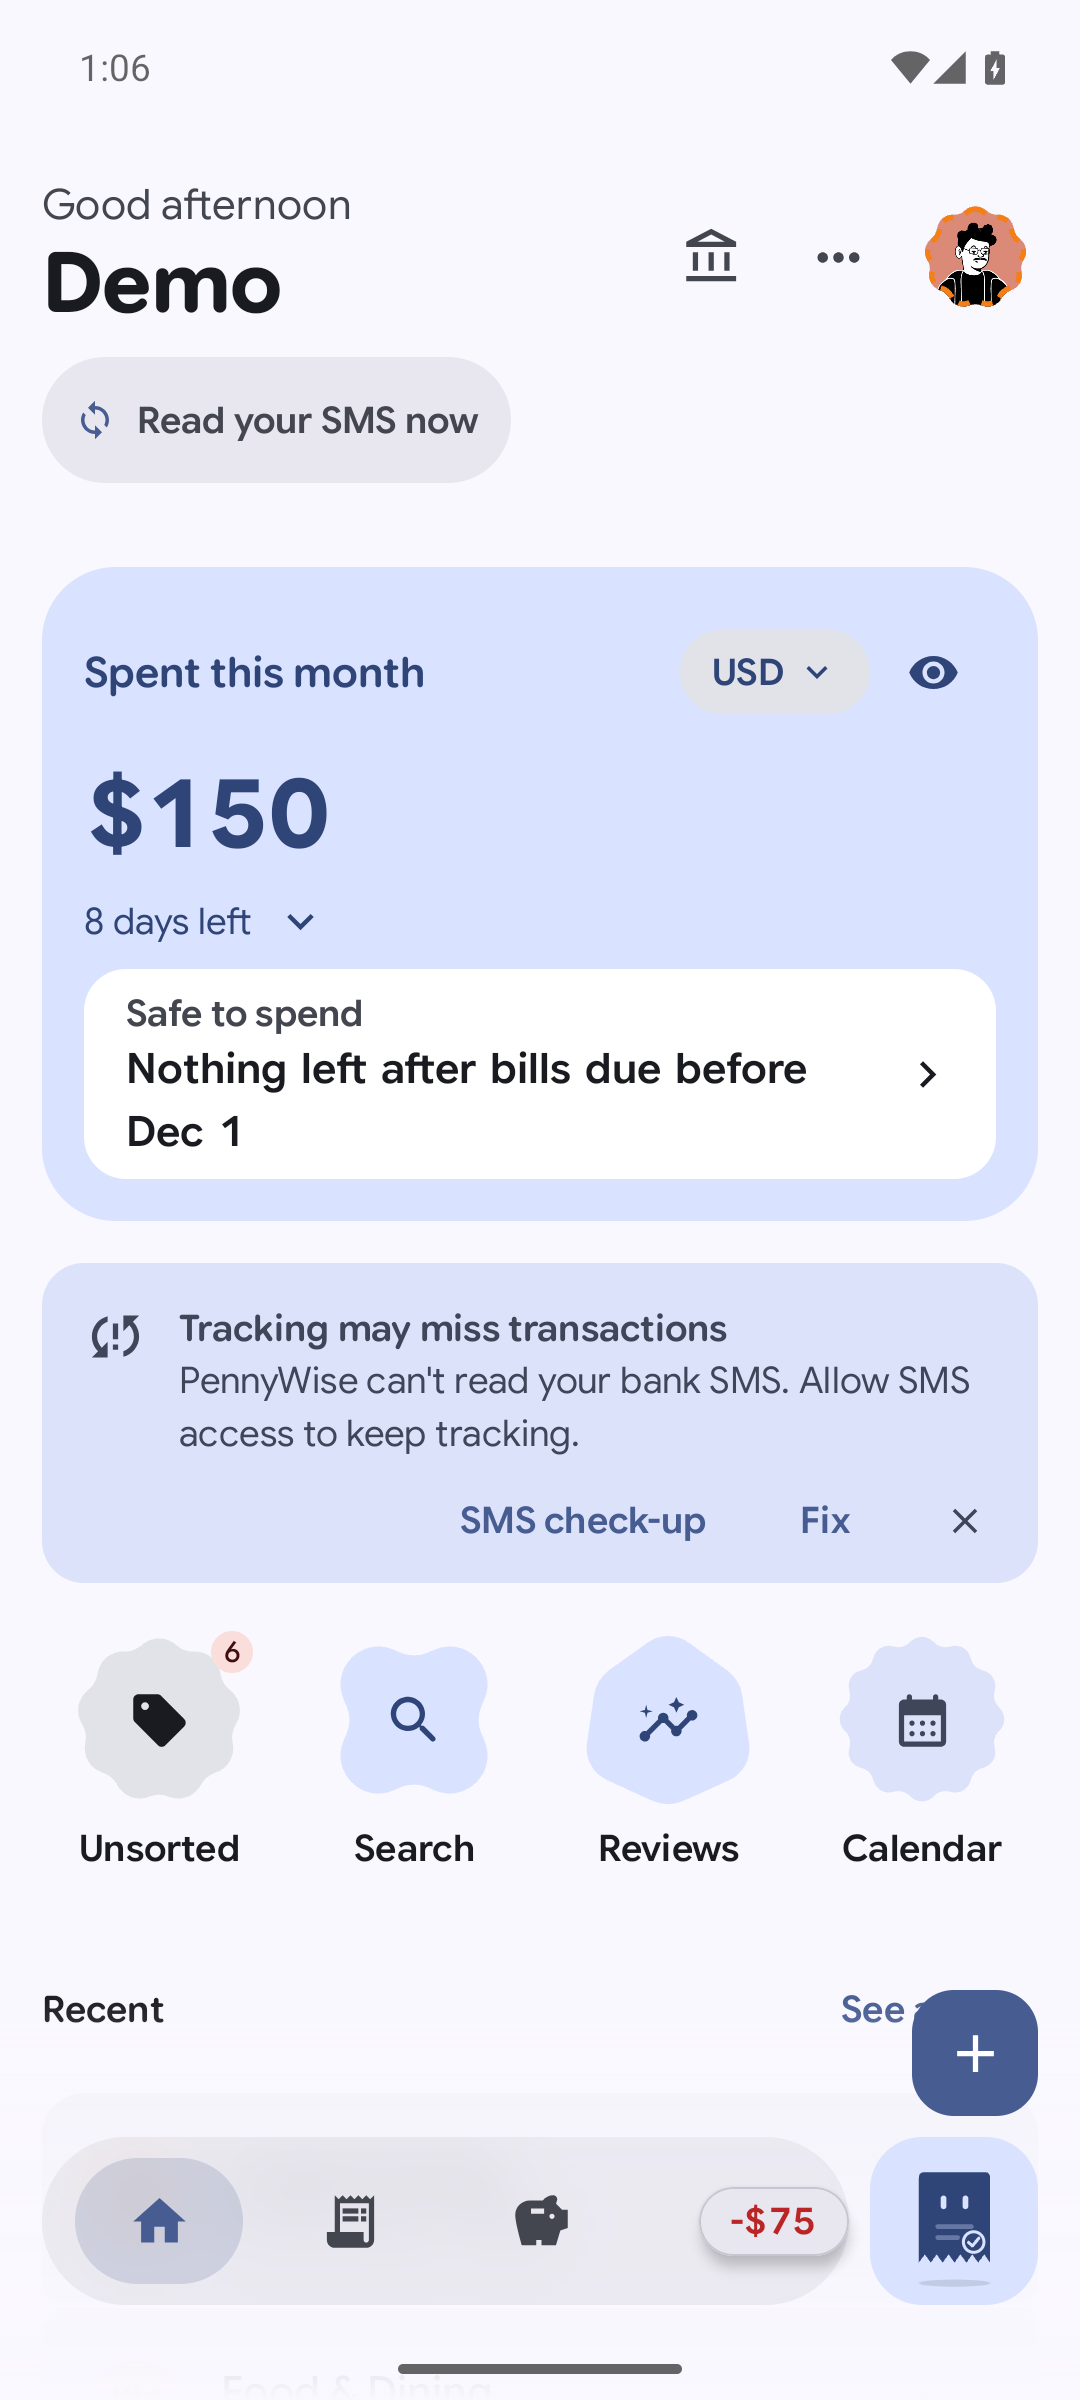 1:06
Good afternoon
Demo
Read your SMS now
Spent this month
USD
$150
8 days left
Safe to spend
Nothing left after bills due before
Dec 1
Tracking may miss transactions
PennyWise can't read your bank SMS. Allow SMS
access to keep tracking.
SMS check-up
Fix
6
Unsorted
Search
Reviews
Calendar
Recent
See
-$75
Food & Dining